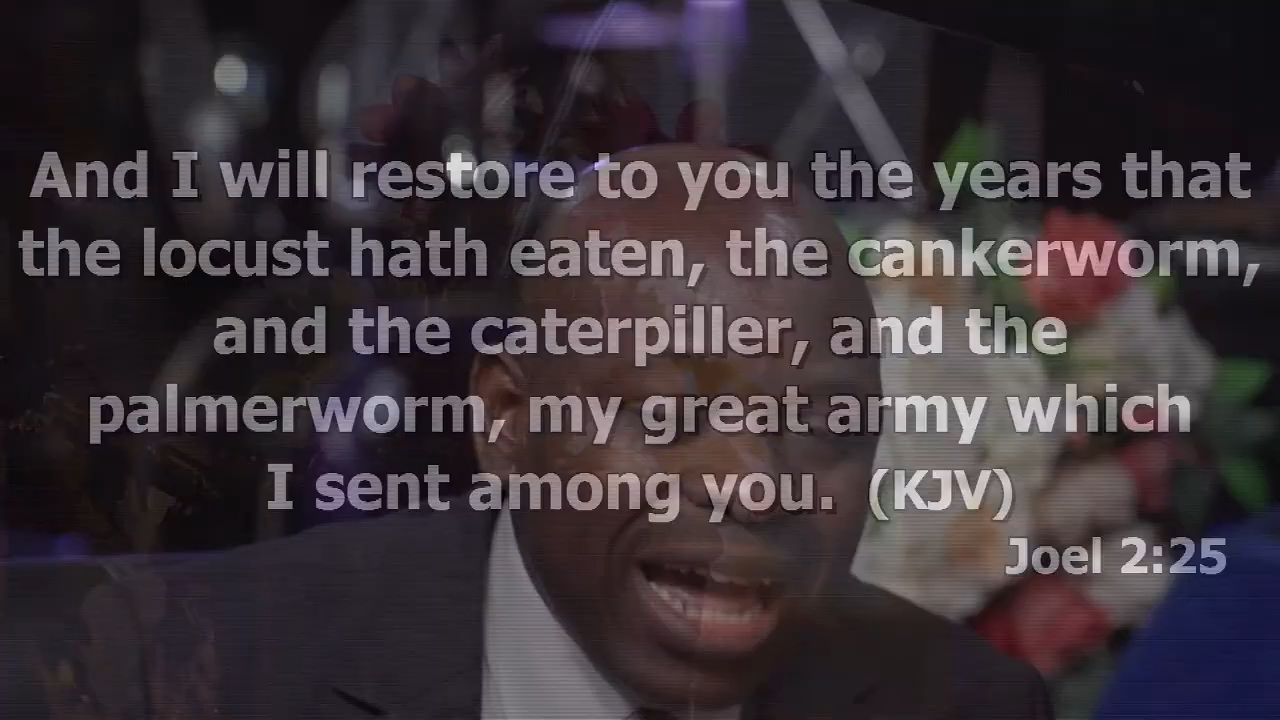 And I will restore to you the years that
the locust hath eaten, the cankerworm,
and the caterpiller, and the
palmerworm, my great army which
I sent among you. (KJV)
Joel 2:25